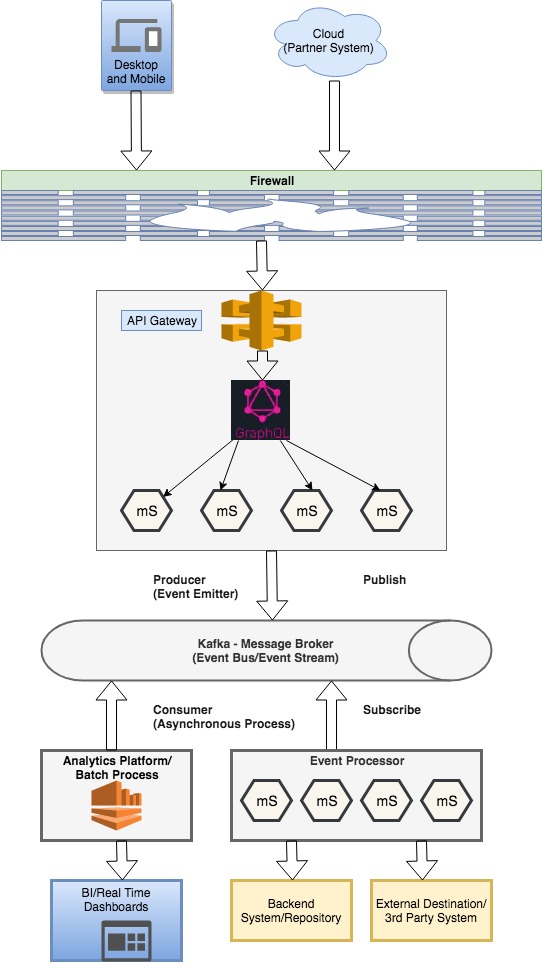 Desktop
and Mobile
Cloud
(Partner System)
Firewall
API Gateway
GraphQL
mS
mS
mS
mS
Producer
(Event Emitter)
Publish
Kafka - Message Broker
(Event Bus/Event Stream)
Consumer
(Asynchronous Process)
Subscribe
Analytics Platform/
Batch Process
Event Processor
mS
mS
mS
mS
BI/Real Time
Dashboards
Backend
System/Repository
External Destination/
3rd Party System